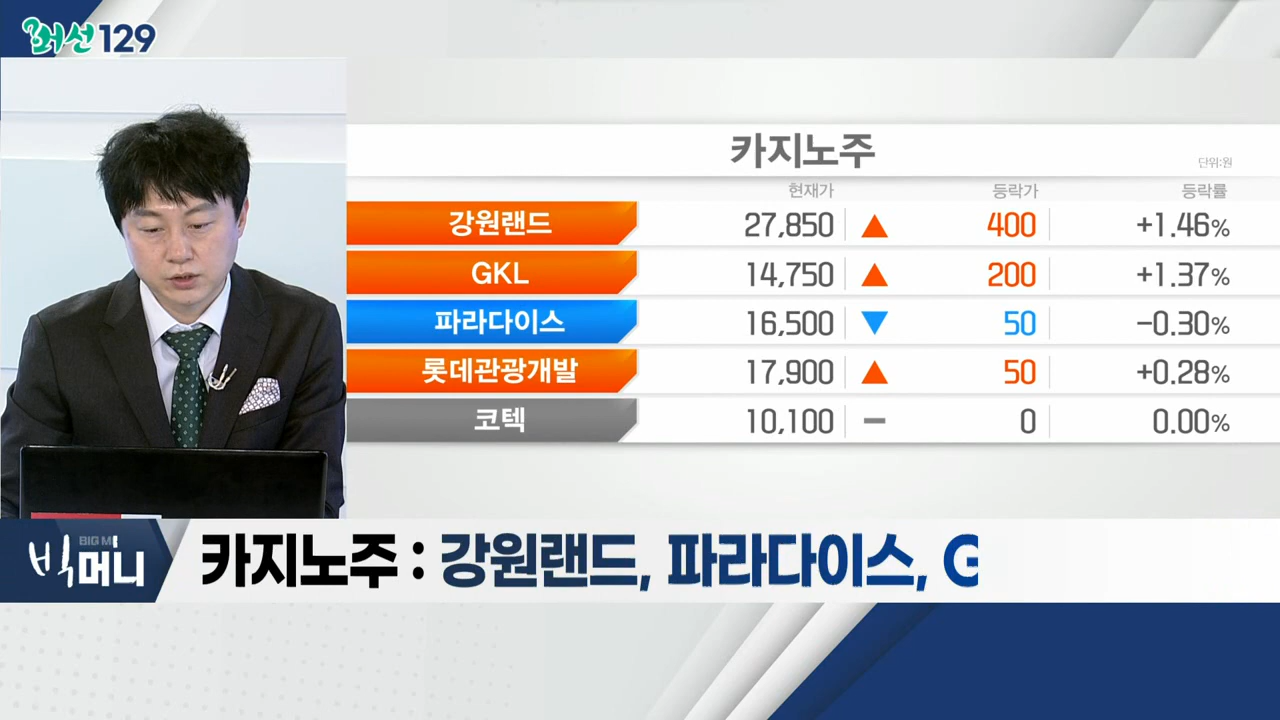 머선129
카지노주
단위:원
현재가 등락가 등락률
강원랜드 27,850 ▲ 400 +1.46%
GKL 14,750 ▲ 200 +1.37%
파라다이스 16,500 ▼ 50 -0.30%
롯데관광개발 17,900 ▲ 50 +0.28%
코텍 10,100 - 0 0.00%
BIG M
빅머니
카지노주 : 강원랜드, 파라다이스, G